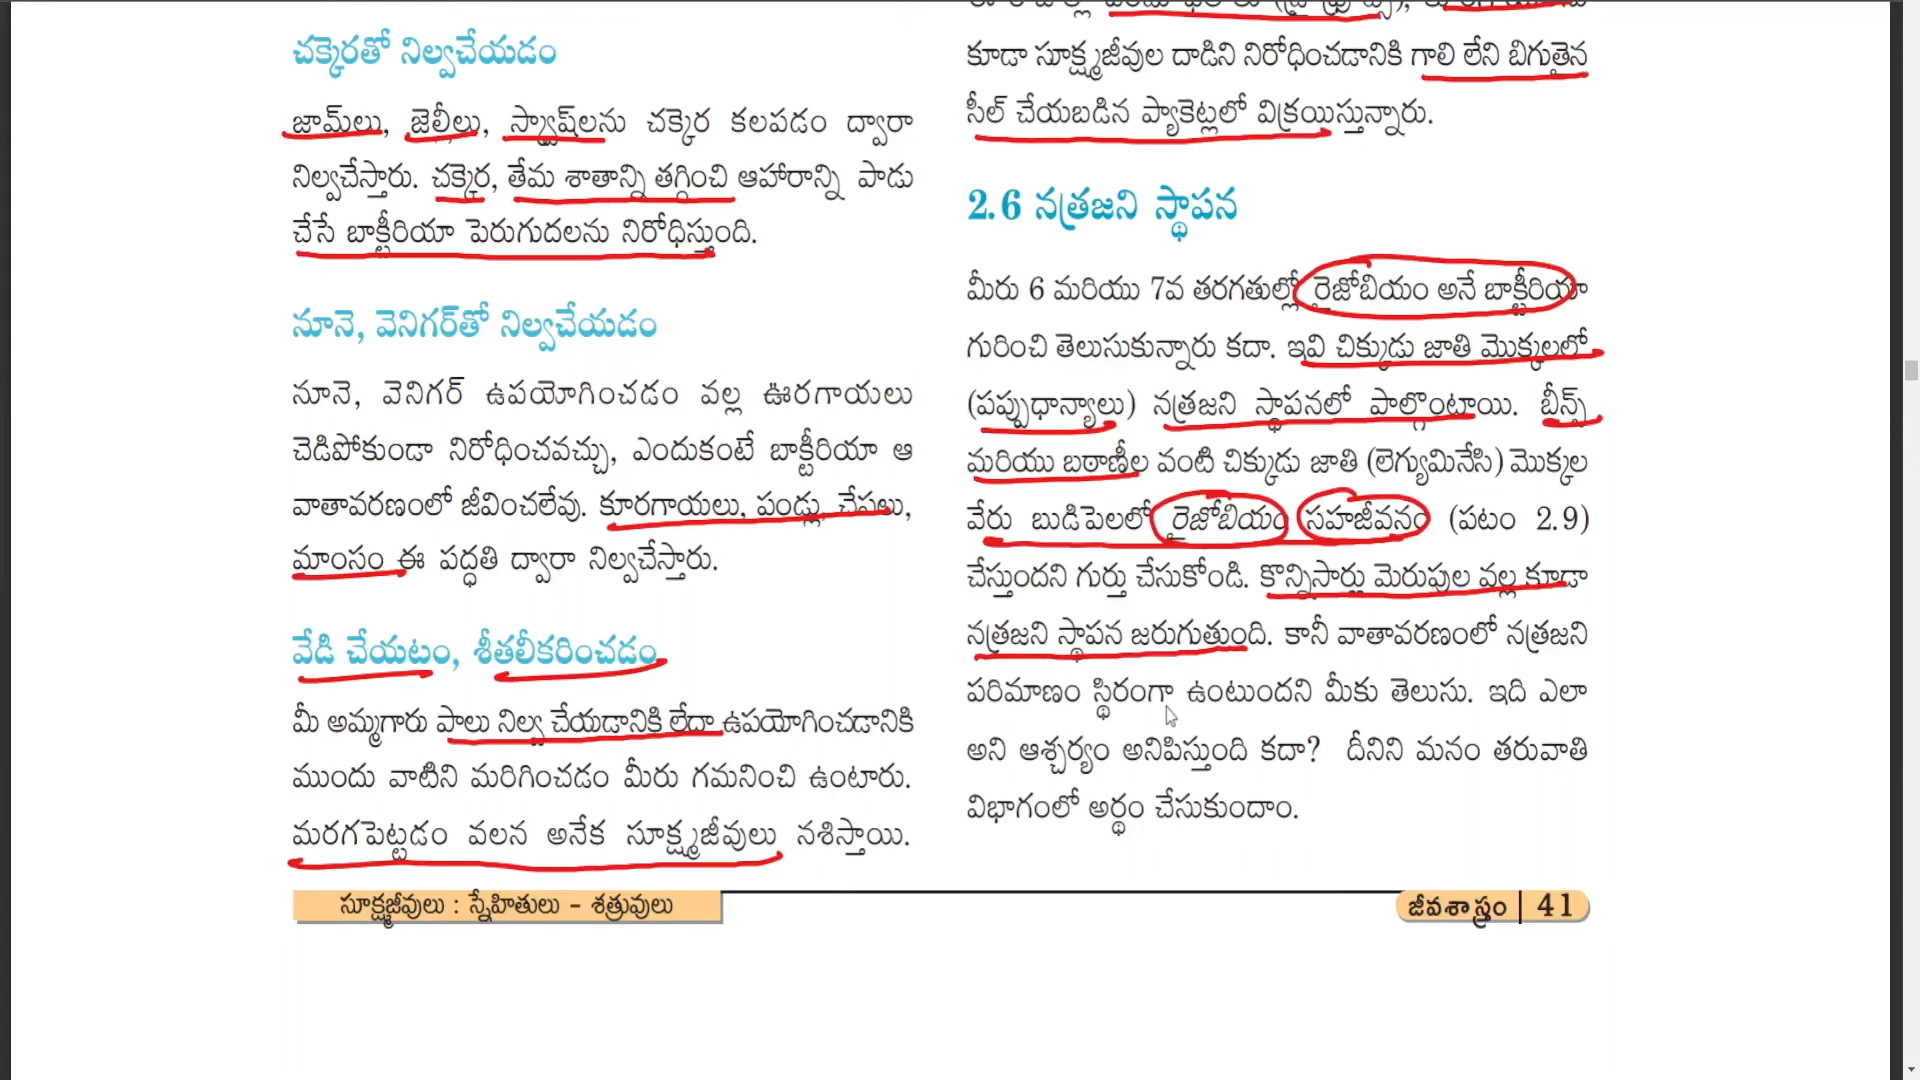 చక్కెరతో నిల్వచేయడం
జామ్‌లు, జెల్లీలు, స్క్వాష్‌లను చక్కెర కలపడం ద్వారా
నిల్వచేస్తారు. చక్కెర, తేమ శాతాన్ని తగ్గించి ఆహారాన్ని పాడు
చేసే బాక్టీరియా పెరుగుదలను నిరోధిస్తుంది.
నూనె, వెనిగర్‌తో నిల్వచేయడం
నూనె, వెనిగర్ ఉపయోగించడం వల్ల ఊరగాయలు
చెడిపోకుండా నిరోధించవచ్చు, ఎందుకంటే బాక్టీరియా ఆ
వాతావరణంలో జీవించలేవు. కూరగాయలు, పండ్లు, చేపలు,
మాంసం ఈ పద్ధతి ద్వారా నిల్వచేస్తారు.
వేడి చేయటం, శీతలీకరించడం
మీ అమ్మగారు పాలు నిల్వ చేయడానికి లేదా ఉపయోగించడానికి
ముందు వాటిని మరిగించడం మీరు గమనించి ఉంటారు.
మరగపెట్టడం వలన అనేక సూక్ష్మజీవులు నశిస్తాయి.
కూడా సూక్ష్మజీవుల దాడిని నిరోధించడానికి గాలి లేని బిగుతైన
సీల్ చేయబడిన ప్యాకెట్లలో విక్రయిస్తున్నారు.
2.6 నత్రజని స్థాపన
మీరు 6 మరియు 7వ తరగతుల్లో రైజోబియం అనే బాక్టీరియా
గురించి తెలుసుకున్నారు కదా. ఇవి చిక్కుడు జాతి మొక్కలలో
(పప్పుధాన్యాలు) నత్రజని స్థాపనలో పాల్గొంటాయి. బీన్స్
మరియు బఠాణీల వంటి చిక్కుడు జాతి (లెగ్యుమినేసి) మొక్కల
వేరు బుడిపెలలో రైజోబియం సహజీవనం (పటం 2.9)
చేస్తుందని గుర్తు చేసుకోండి. కొన్నిసార్లు మెరుపుల వల్ల కూడా
నత్రజని స్థాపన జరుగుతుంది. కానీ వాతావరణంలో నత్రజని
పరిమాణం స్థిరంగా ఉంటుందని మీకు తెలుసు. ఇది ఎలా
అని ఆశ్చర్యం అనిపిస్తుంది కదా? దీనిని మనం తరువాతి
విభాగంలో అర్థం చేసుకుందాం.
సూక్ష్మజీవులు : స్నేహితులు - శత్రువులు
జీవశాస్త్రం | 41